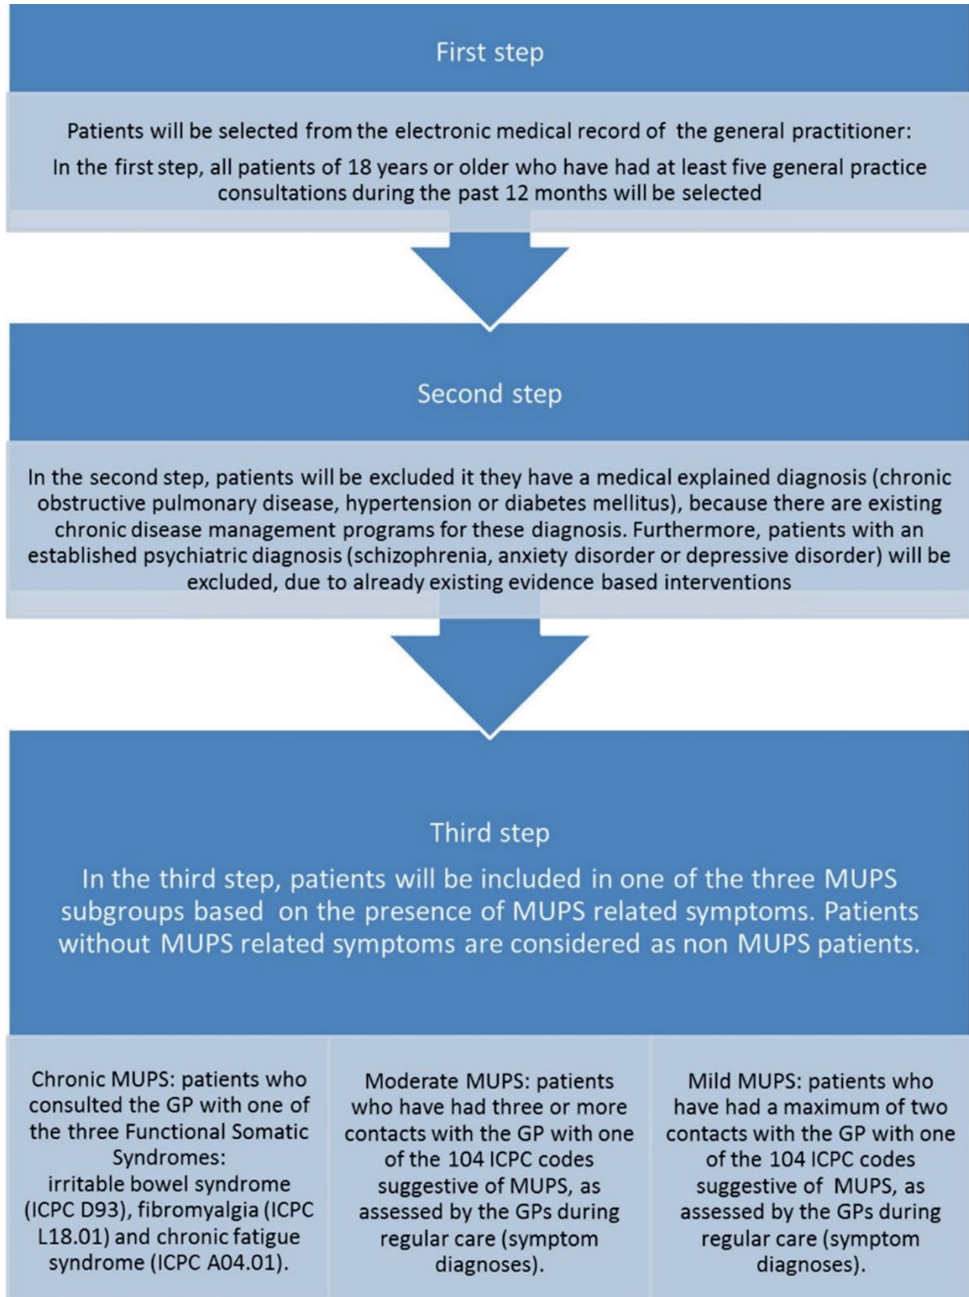 First step
Patients will be selected from the electronic medical record of the general practitioner:
In the first step, all patients of 18 years or older who have had at least five general practice
consultations during the past 12 months will be selected
Second step
In the second step, patients will be excluded it they have a medical explained diagnosis (chronic
obstructive pulmonary disease, hypertension or diabetes mellitus), because there are existing
chronic disease management programs for these diagnosis. Furthermore, patients with an
established psychiatric diagnosis (schizophrenia, anxiety disorder or depressive disorder) will be
excluded, due to already existing evidence based interventions
Third step
In the third step, patients will be included in one of the three MUPS
subgroups based on the presence of MUPS related symptoms. Patients
without MUPS related symptoms are considered as non MUPS patients.
Chronic MUPS: patients who
consulted the GP with one of
the three Functional Somatic
Syndromes:
irritable bowel syndrome
(ICPC D93), fibromyalgia (ICPC
L18.01) and chronic fatigue
syndrome (ICPC A04.01).
Moderate MUPS: patients
who have had three or more
contacts with the GP with one
of the 104 ICPC codes
suggestive of MUPS, as
assessed by the GPs during
regular care (symptom
diagnoses).
Mild MUPS: patients who
have had a maximum of two
contacts with the GP with one
of the 104 ICPC codes
suggestive of MUPS, as
assessed by the GPs during
regular care (symptom
diagnoses).